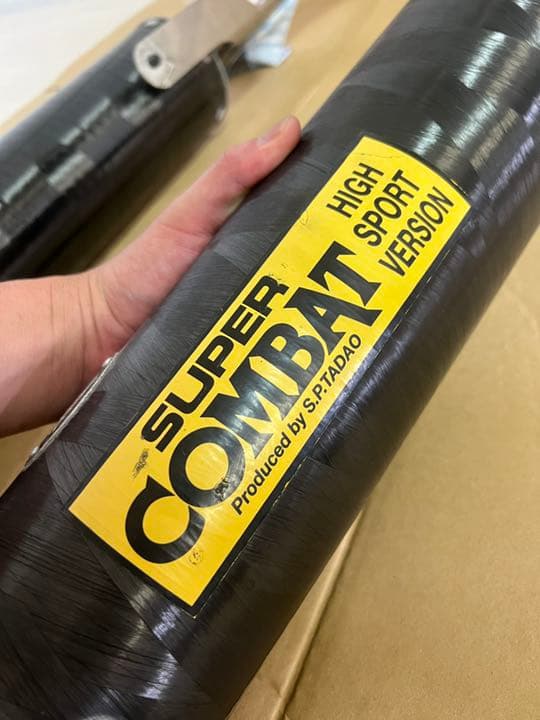 SUPER
COMBAT
Produced by S.P.TADAO
HIGH
SPORT
VERSION